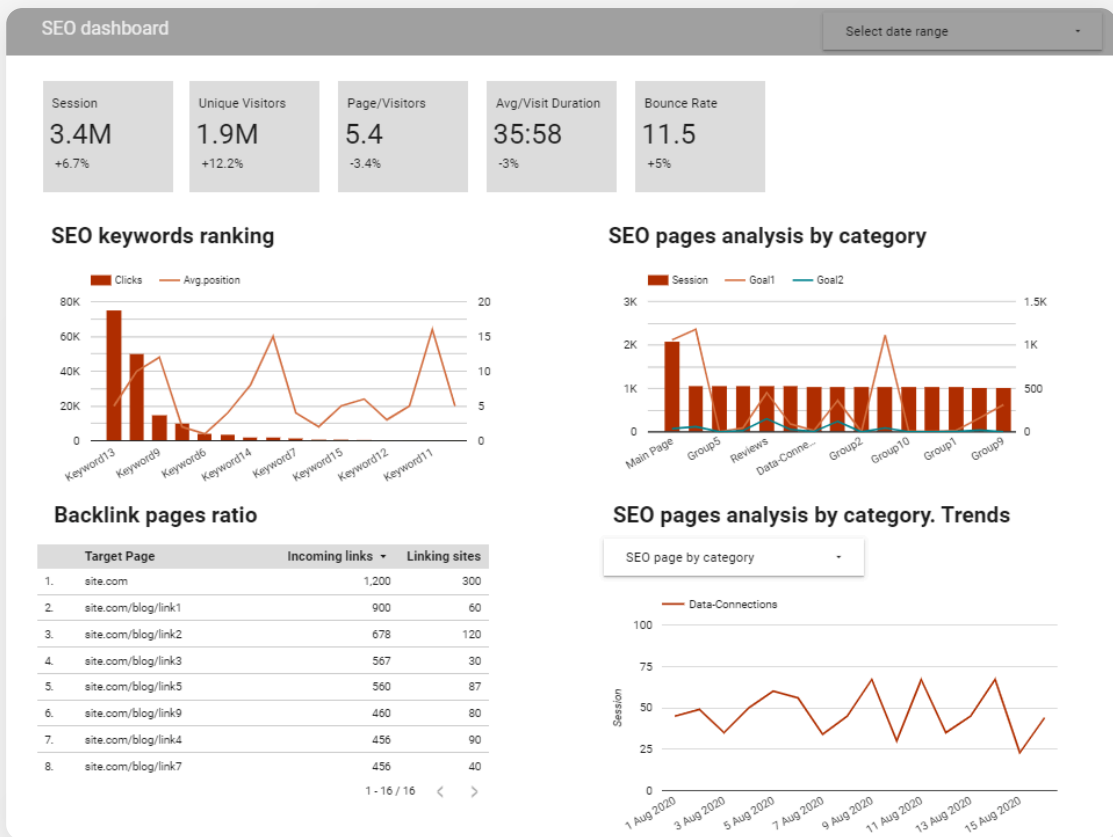 SEO dashboard
Select date range
Session
3.4M
+6.7%
Unique Visitors
1.9M
+12.2%
Page/Visitors
5.4
-3.4%
Avg/Visit Duration
35:58
-3%
Bounce Rate
11.5
+5%
SEO keywords ranking
Clicks
Avg.position
80K
60K
40K
20K
0
20
15
10
5
0
Keyword13
Keyword9
Keyword6
Keyword14
Keyword7
Keyword15
Keyword12
Keyword11
SEO pages analysis by category
Session
Goal1
Goal2
3K
2K
1K
0
1.5K
1K
500
0
Main Page
Group5
Reviews
Data-Conne...
Group2
Group10
Group1
Group9
Backlink pages ratio
Target Page Incoming links Linking sites
1. site.com 1,200 300
2. site.com/blog/link1 900 60
3. site.com/blog/link2 678 120
4. site.com/blog/link3 567 30
5. site.com/blog/link5 560 87
6. site.com/blog/link9 460 80
7. site.com/blog/link4 456 90
8. site.com/blog/link7 456 40
1 - 16 / 16
SEO pages analysis by category. Trends
SEO page by category
Data-Connections
Session
100
75
50
25
0
1 Aug 2020
3 Aug 2020
5 Aug 2020
7 Aug 2020
9 Aug 2020
11 Aug 2020
13 Aug 2020
15 Aug 2020